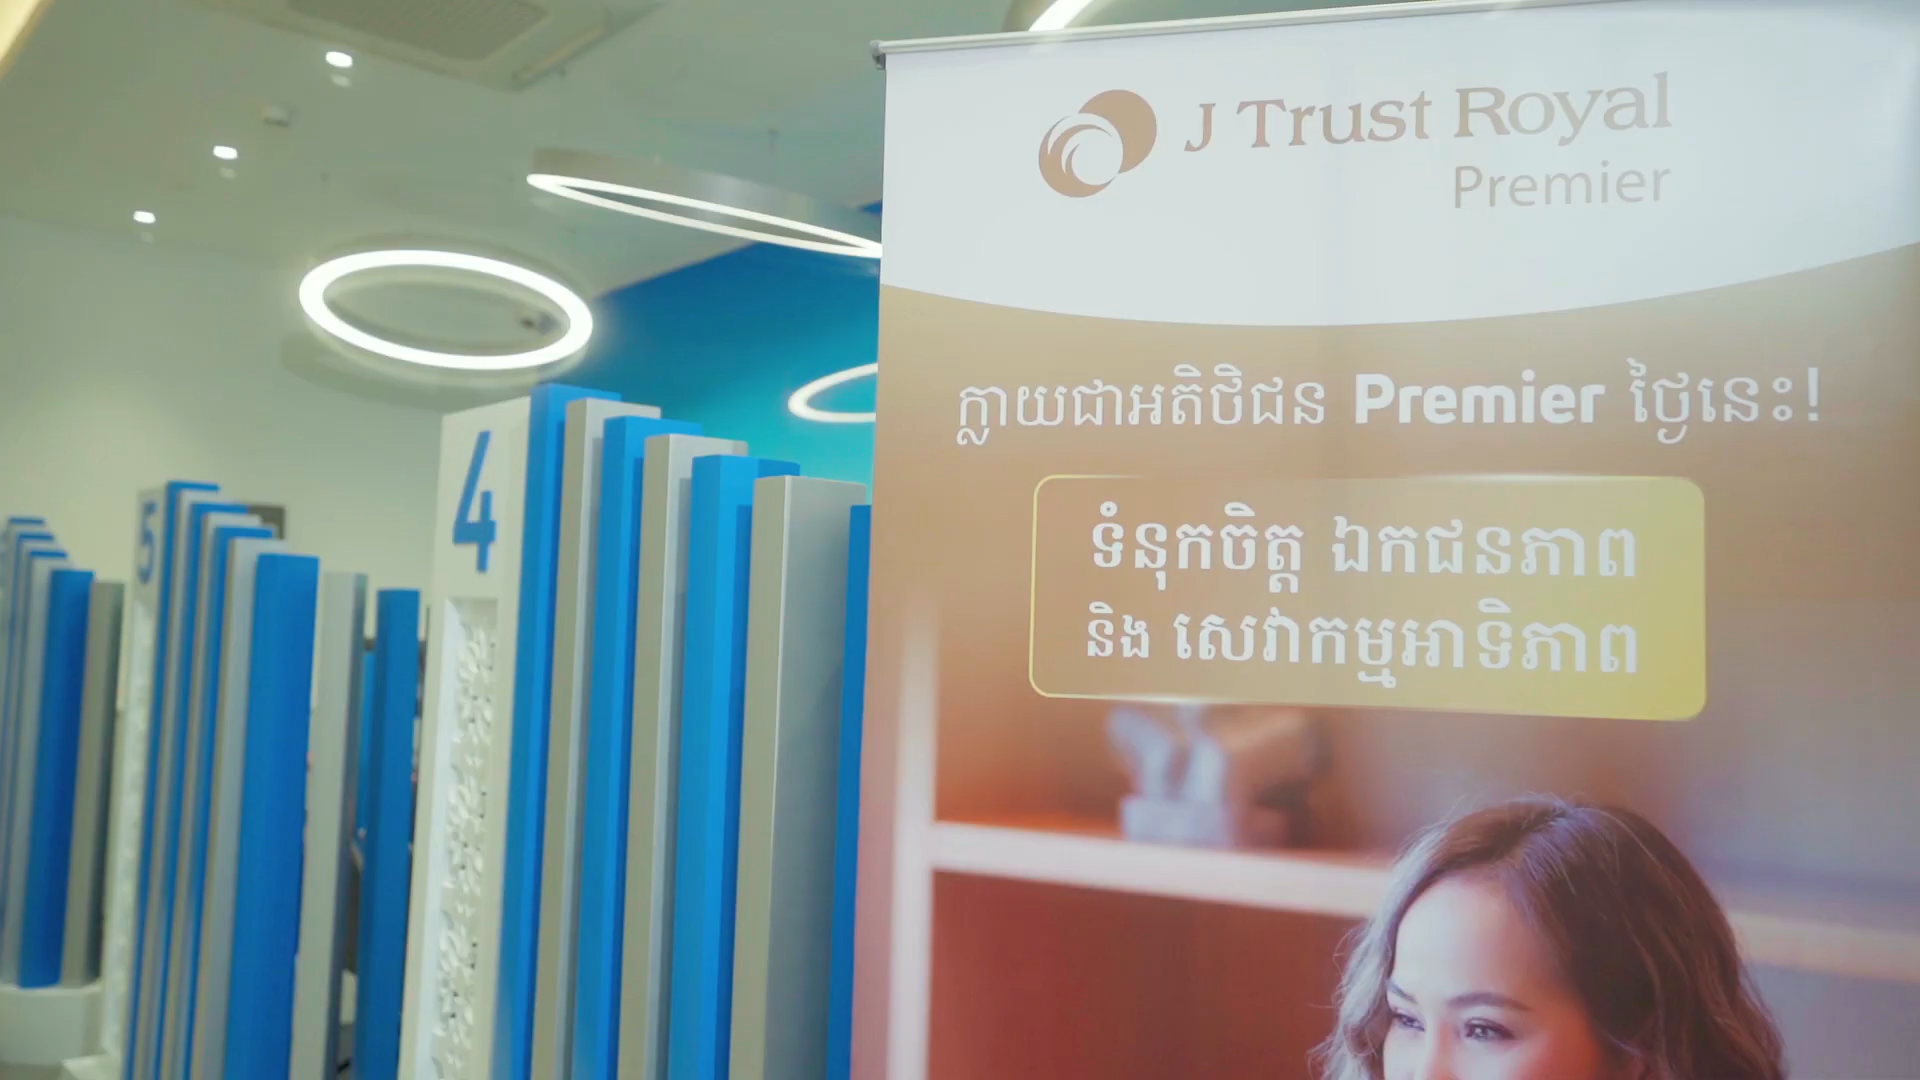 J Trust Royal
Premier
ក្លាយជាអតិថិជន Premier ថ្ងៃនេះ!
ទំនុកចិត្ត ឯកជនភាព
និង សេវាកម្មអាទិភាព
4
5